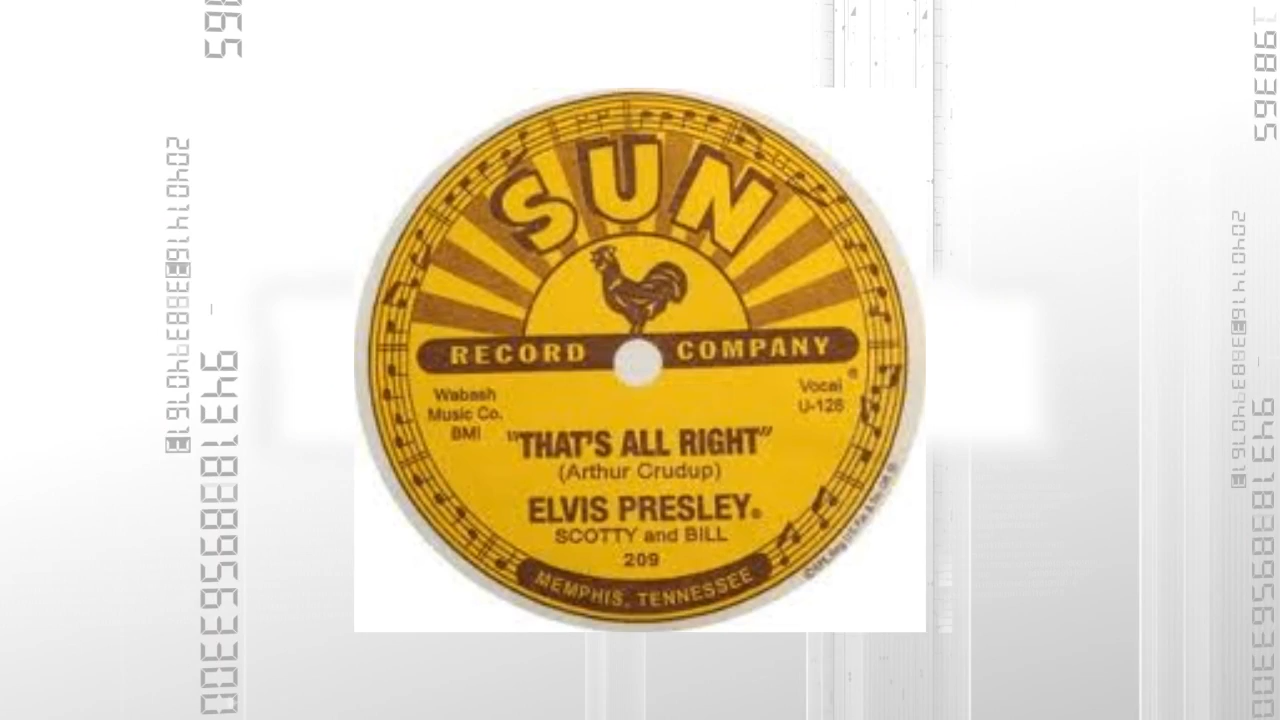 SUN
RECORD COMPANY
Wabash
Music Co.
BMI
Vocal
U-128
"THAT'S ALL RIGHT"
(Arthur Crudup)
ELVIS PRESLEY®
SCOTTY and BILL
209
MEMPHIS, TENNESSEE